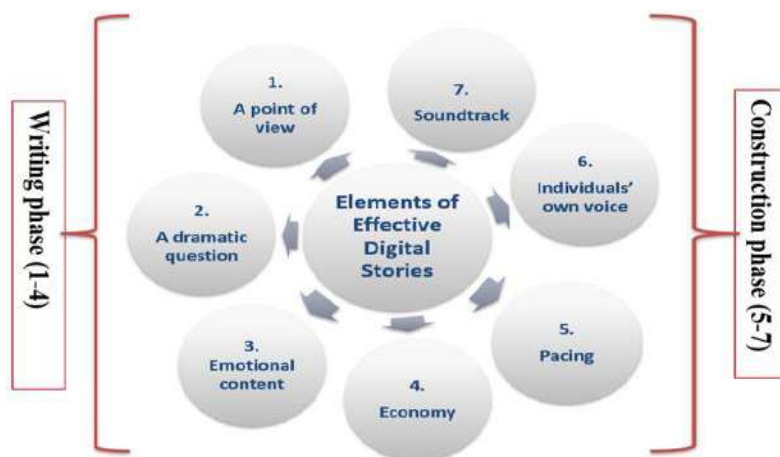 Writing phase (1-4)
1.
A point of
view
2.
A dramatic
question
3.
Emotional
content
4.
Economy
5.
Pacing
6.
Individuals’
own voice
7.
Soundtrack
Elements of
Effective
Digital
Stories
Construction phase (5-7)